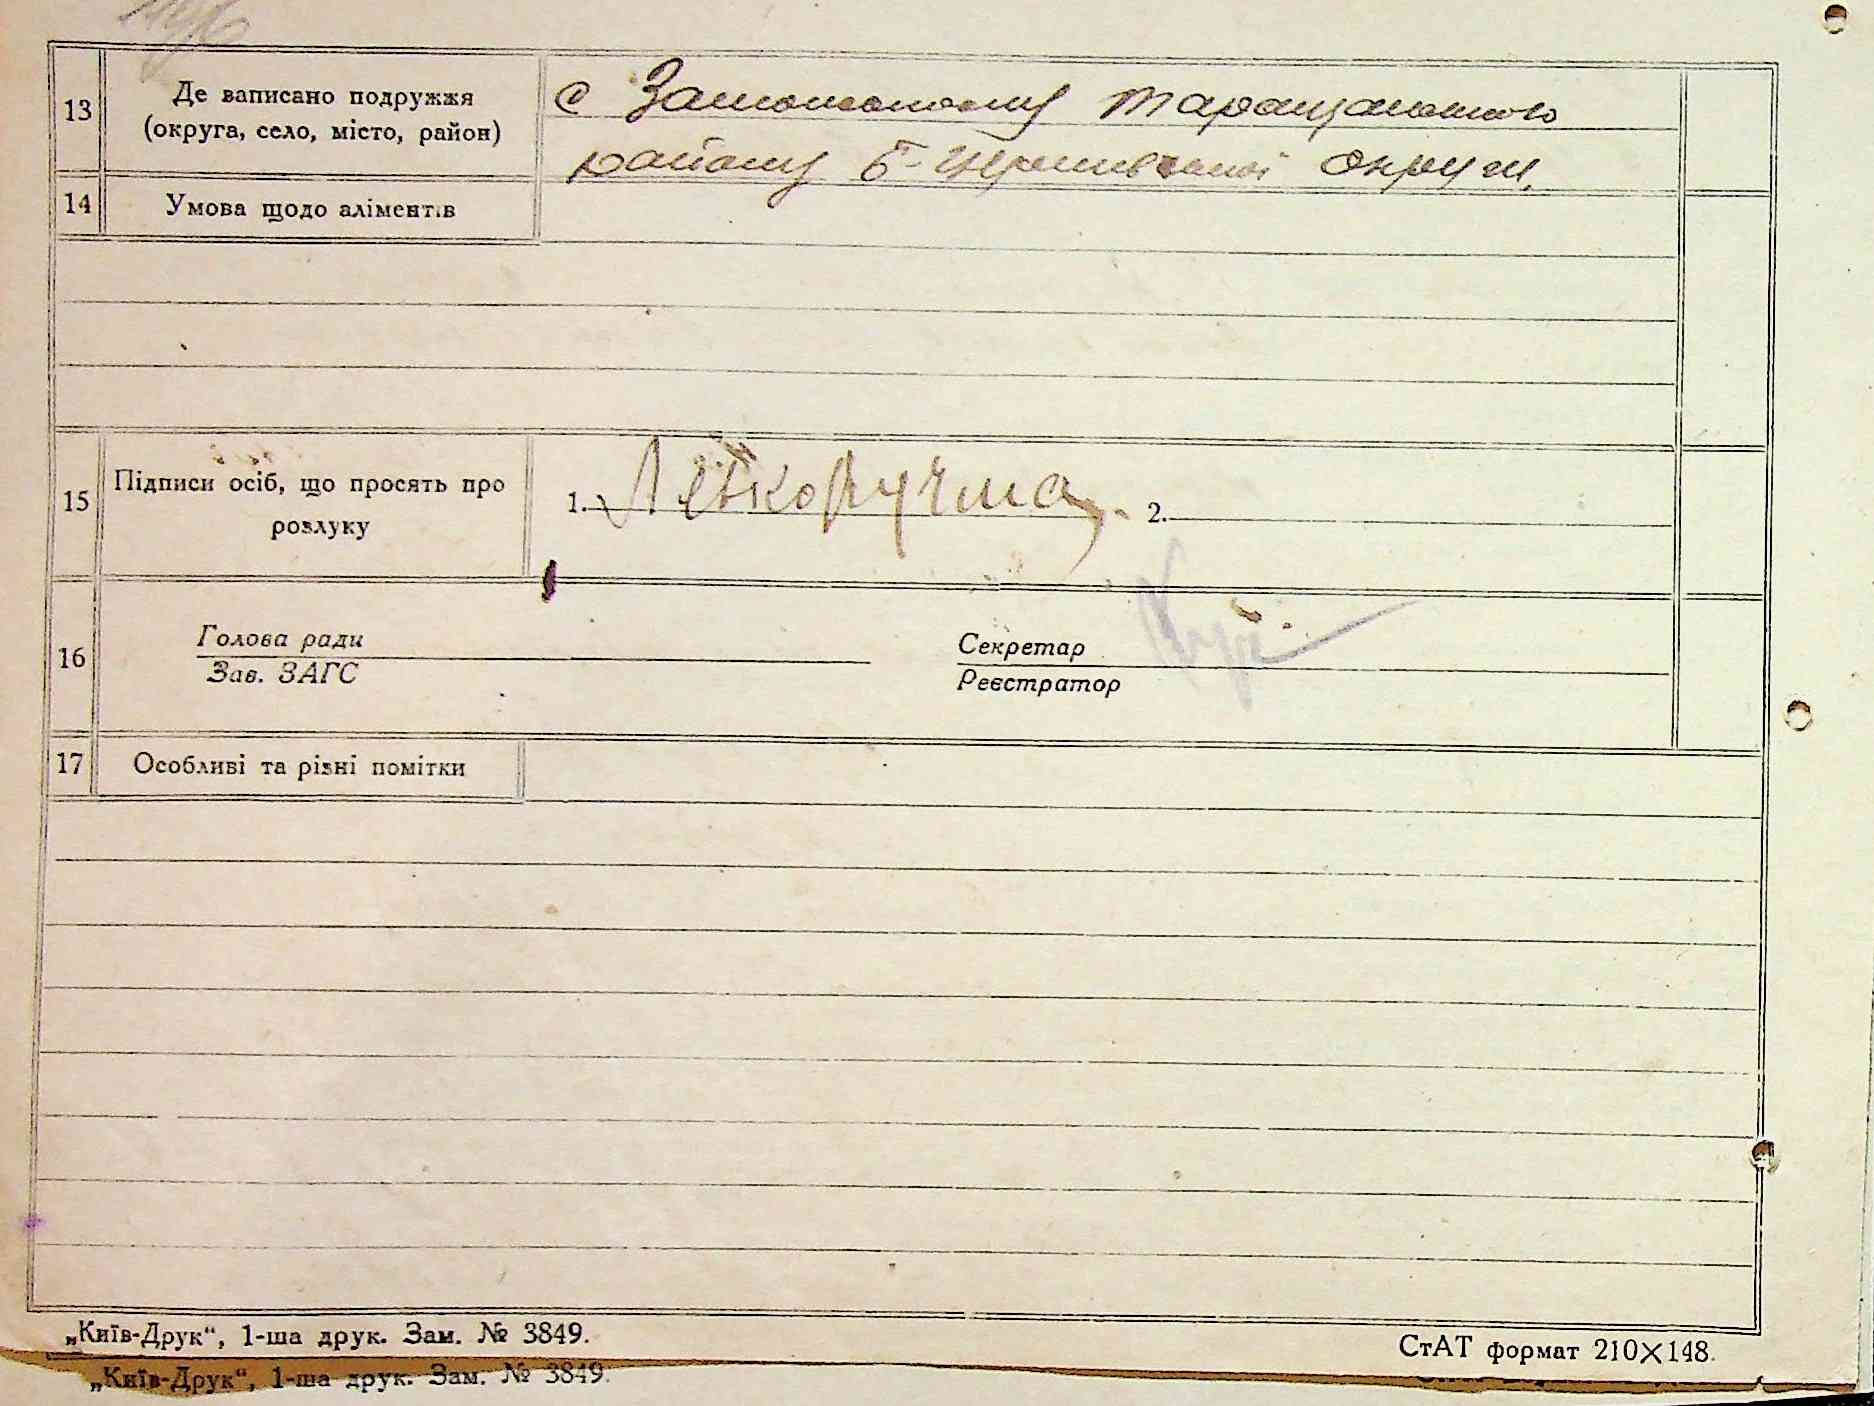 13
Де записано подружжя
(округа, село, місто, район)
с Таращанського
району Б-Церківської округи.
14
Умова щодо аліментів
15
Підписи осіб, що просять про
розлуку
1. 2.
16
Голова ради
Зав. ЗАГС
Секретар
Реєстратор
17
Особливі та різні помітки
„Київ-Друк“, 1-ша друк. Зам. № 3849.
СтАТ формат 210×148.
„Київ-Друк“, 1-ша друк. Зам. № 3849.